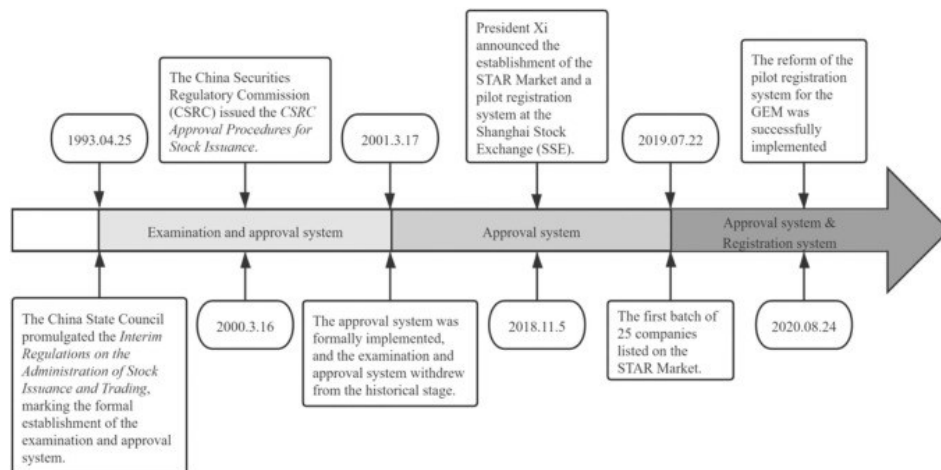 The China Securities
Regulatory Commission
(CSRC) issued the CSRC
Approval Procedures for
Stock Issuance.
President Xi
announced the
establishment of the
STAR Market and a
pilot registration
system at the
Shanghai Stock
Exchange (SSE).
The reform of the
pilot registration
system for the
GEM was
successfully
implemented
1993.04.25
2001.3.17
2019.07.22
Examination and approval system
Approval system
Approval system &
Registration system
The China State Council
promulgated the Interim
Regulations on the
Administration of Stock
Issuance and Trading,
marking the formal
establishment of the
examination and approval
system.
2000.3.16
The approval system was
formally implemented,
and the examination and
approval system withdrew
from the historical stage.
2018.11.5
The first batch of
25 companies
listed on the
STAR Market.
2020.08.24